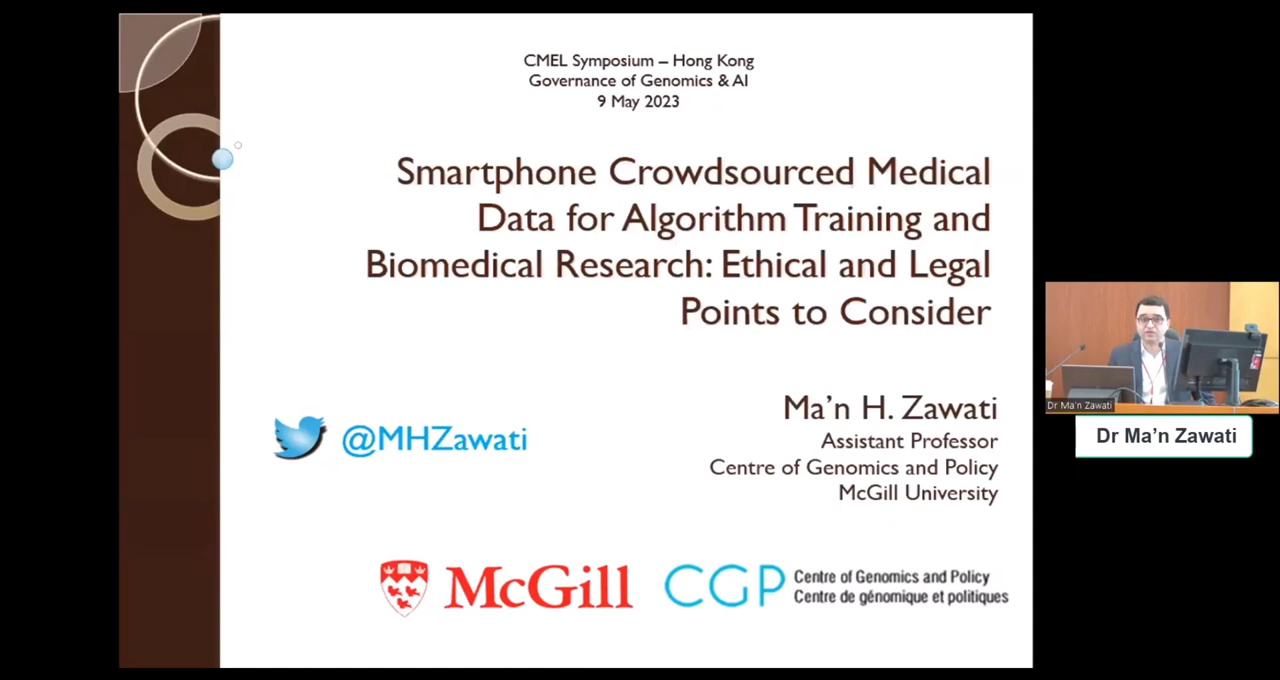 CMEL Symposium – Hong Kong
Governance of Genomics & AI
9 May 2023
Smartphone Crowdsourced Medical
Data for Algorithm Training and
Biomedical Research: Ethical and Legal
Points to Consider
Ma’n H. Zawati
Assistant Professor
Centre of Genomics and Policy
McGill University
@MHZawati
McGill
CGP
Centre of Genomics and Policy
Centre de génomique et politiques
Dr Ma'n Zawati
Dr Ma’n Zawati